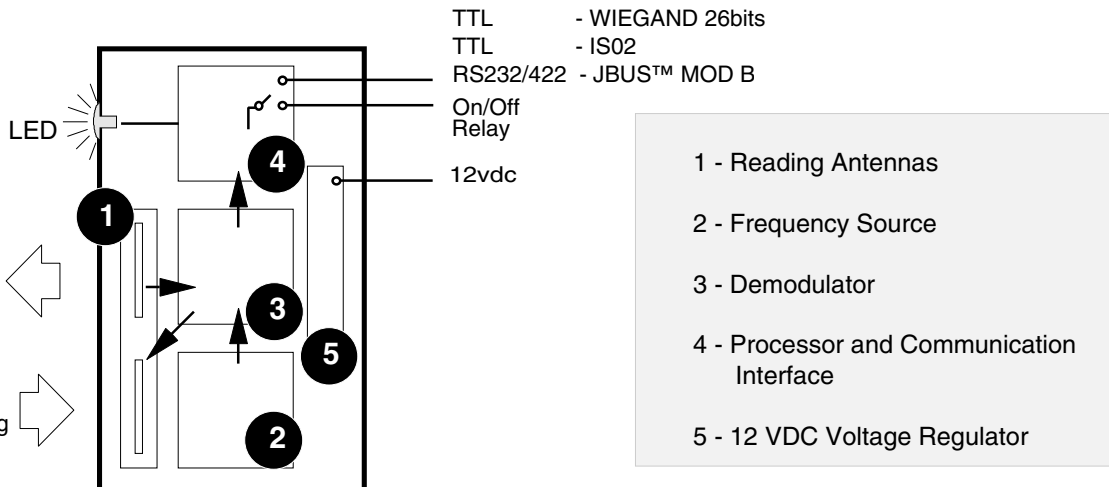 TTL - WIEGAND 26bits
TTL - IS02
RS232/422 - JBUS™ MOD B
On/Off
Relay
12vdc
LED
4
1
3
5
2
g
1 - Reading Antennas
2 - Frequency Source
3 - Demodulator
4 - Processor and Communication
Interface
5 - 12 VDC Voltage Regulator